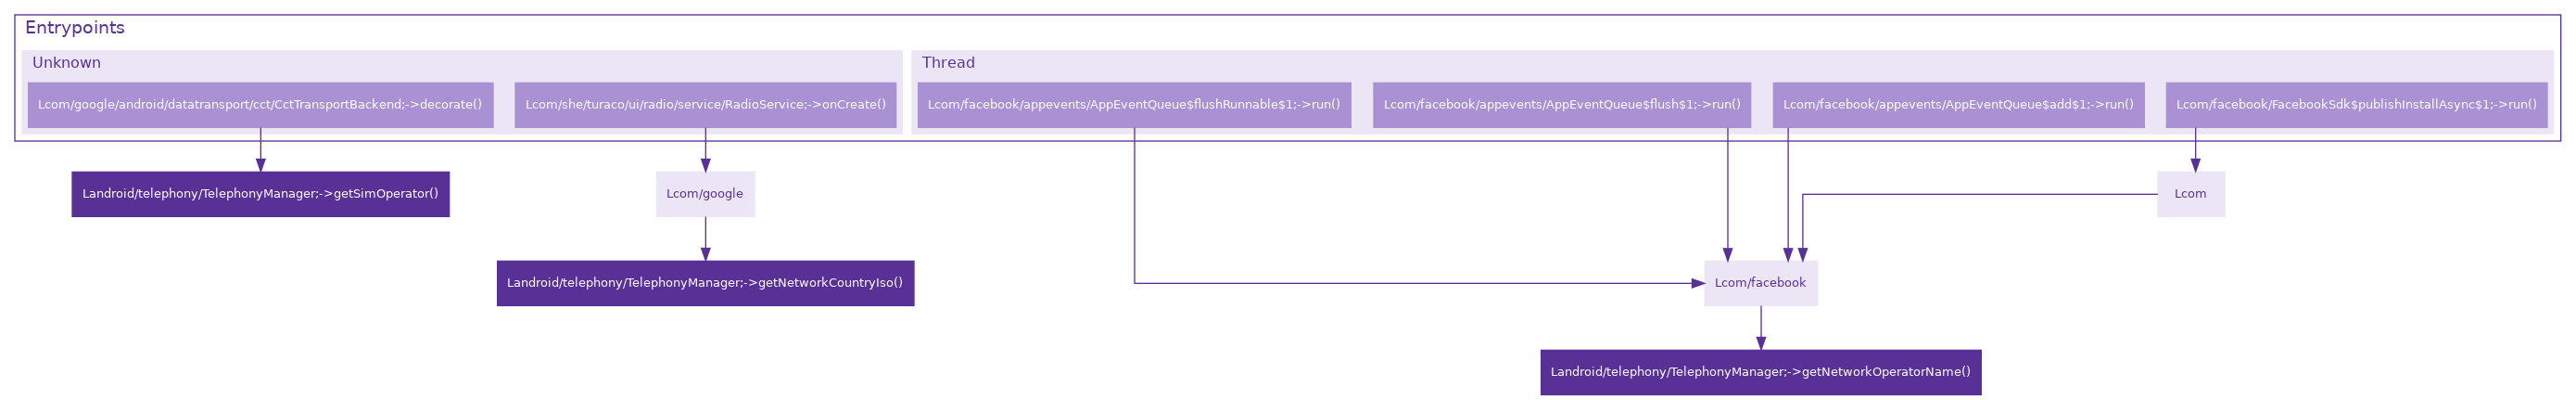 Entrypoints
Unknown
Thread
Lcom/google/android/datatransport/cct/CctTransportBackend;->decorate()
Lcom/she/turaco/ui/radio/service/RadioService;->onCreate()
Lcom/facebook/appevents/AppEventQueue$flushRunnable$1;->run()
Lcom/facebook/appevents/AppEventQueue$flush$1;->run()
Lcom/facebook/appevents/AppEventQueue$add$1;->run()
Lcom/facebook/FacebookSdk$publishInstallAsync$1;->run()
Landroid/telephony/TelephonyManager;->getSimOperator()
Lcom/google
Lcom
Landroid/telephony/TelephonyManager;->getNetworkCountryIso()
Lcom/facebook
Landroid/telephony/TelephonyManager;->getNetworkOperatorName()